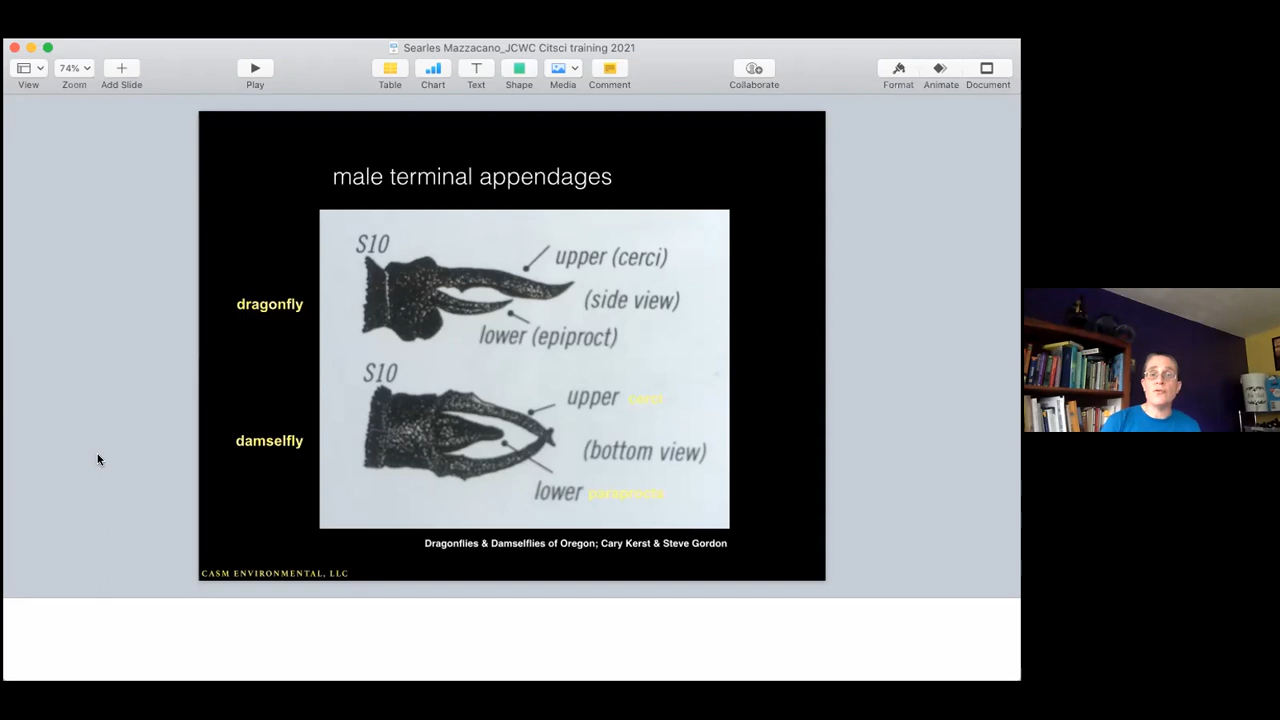 Searles Mazzacano_JCWC Citsci training 2021
74%
View
Zoom
Add Slide
Play
Table
Chart
Text
Shape
Media
Comment
Collaborate
Format
Animate
Document
male terminal appendages
S10
upper (cerci)
dragonfly
(side view)
lower (epiproct)
S10
upper
damselfly
(bottom view)
lower paraprocts
Dragonflies & Damselflies of Oregon; Cary Kerst & Steve Gordon
CASM ENVIRONMENTAL, LLC